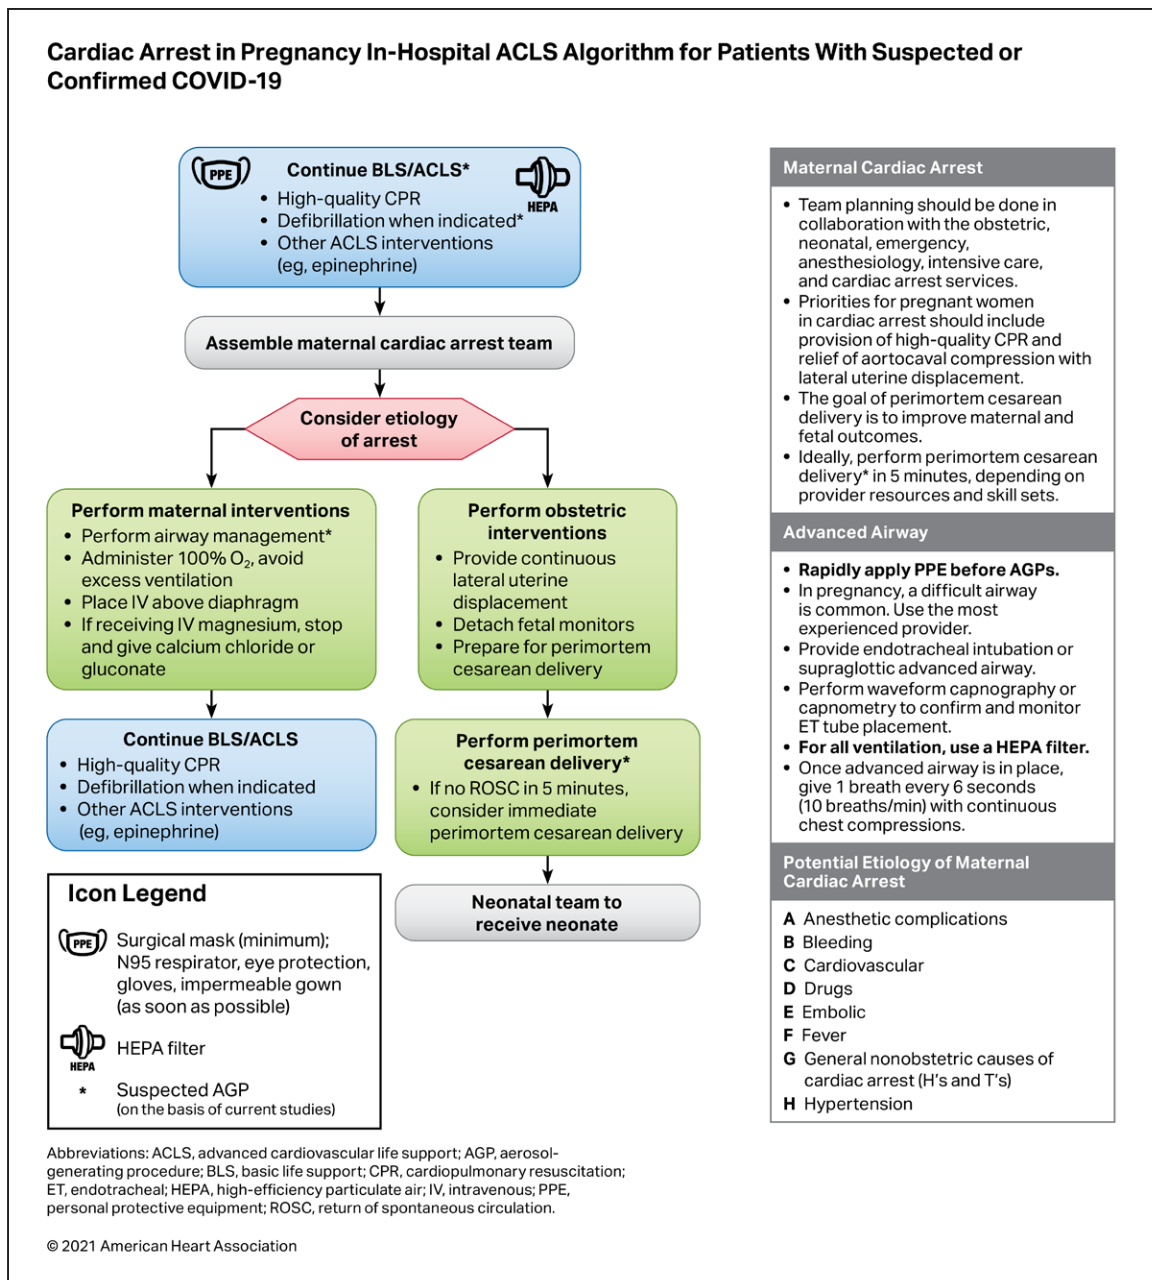 Cardiac Arrest in Pregnancy In-Hospital ACLS Algorithm for Patients With Suspected or
Confirmed COVID-19
PPE
Continue BLS/ACLS*
HEPA
• High-quality CPR
• Defibrillation when indicated*
• Other ACLS interventions
(eg, epinephrine)
Assemble maternal cardiac arrest team
Consider etiology
of arrest
Perform maternal interventions
• Perform airway management*
• Administer 100% O₂, avoid
excess ventilation
• Place IV above diaphragm
• If receiving IV magnesium, stop
and give calcium chloride or
gluconate
Perform obstetric
interventions
• Provide continuous
lateral uterine
displacement
• Detach fetal monitors
• Prepare for perimortem
cesarean delivery
Continue BLS/ACLS
• High-quality CPR
• Defibrillation when indicated
• Other ACLS interventions
(eg, epinephrine)
Perform perimortem
cesarean delivery*
• If no ROSC in 5 minutes,
consider immediate
perimortem cesarean delivery
Neonatal team to
receive neonate
Icon Legend
PPE
Surgical mask (minimum);
N95 respirator, eye protection,
gloves, impermeable gown
(as soon as possible)
HEPA
HEPA filter
* Suspected AGP
(on the basis of current studies)
Maternal Cardiac Arrest
• Team planning should be done in
collaboration with the obstetric,
neonatal, emergency,
anesthesiology, intensive care,
and cardiac arrest services.
• Priorities for pregnant women
in cardiac arrest should include
provision of high-quality CPR and
relief of aortocaval compression with
lateral uterine displacement.
• The goal of perimortem cesarean
delivery is to improve maternal and
fetal outcomes.
• Ideally, perform perimortem cesarean
delivery* in 5 minutes, depending on
provider resources and skill sets.
Advanced Airway
• Rapidly apply PPE before AGPs.
• In pregnancy, a difficult airway
is common. Use the most
experienced provider.
• Provide endotracheal intubation or
supraglottic advanced airway.
• Perform waveform capnography or
capnometry to confirm and monitor
ET tube placement.
• For all ventilation, use a HEPA filter.
• Once advanced airway is in place,
give 1 breath every 6 seconds
(10 breaths/min) with continuous
chest compressions.
Potential Etiology of Maternal
Cardiac Arrest
A Anesthetic complications
B Bleeding
C Cardiovascular
D Drugs
E Embolic
F Fever
G General nonobstetric causes of
cardiac arrest (H's and T's)
H Hypertension
Abbreviations: ACLS, advanced cardiovascular life support; AGP, aerosol-
generating procedure; BLS, basic life support; CPR, cardiopulmonary resuscitation;
ET, endotracheal; HEPA, high-efficiency particulate air; IV, intravenous; PPE,
personal protective equipment; ROSC, return of spontaneous circulation.
© 2021 American Heart Association